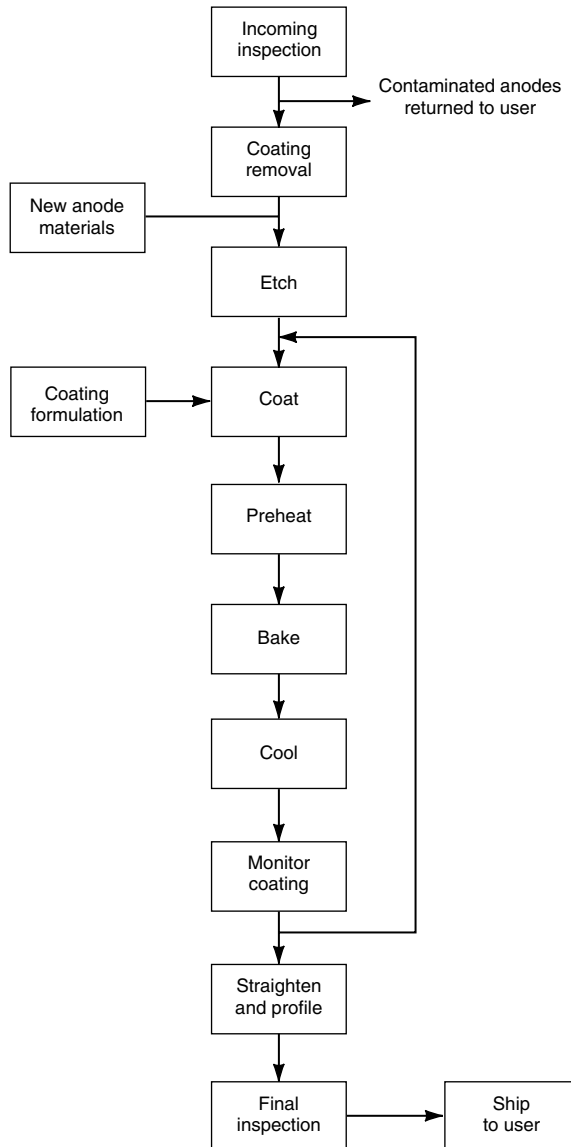 Incoming
inspection
Contaminated anodes
returned to user
Coating
removal
New anode
materials
Etch
Coating
formulation
Coat
Preheat
Bake
Cool
Monitor
coating
Straighten
and profile
Final
inspection
Ship
to user